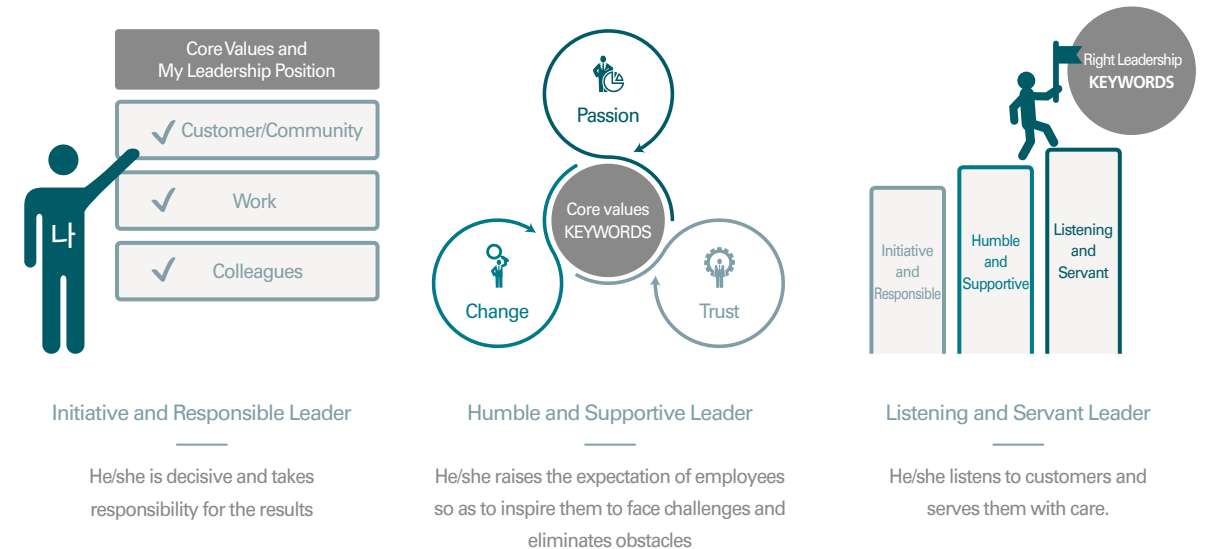 Core Values and
My Leadership Position
Customer/Community
Work
Colleagues
나
Passion
Core values
KEYWORDS
Change
Trust
Right Leadership
KEYWORDS
Initiative
and
Responsible
Humble
and
Supportive
Listening
and
Servant
Initiative and Responsible Leader
He/she is decisive and takes
responsibility for the results
Humble and Supportive Leader
He/she raises the expectation of employees
so as to inspire them to face challenges and
eliminates obstacles
Listening and Servant Leader
He/she listens to customers and
serves them with care.